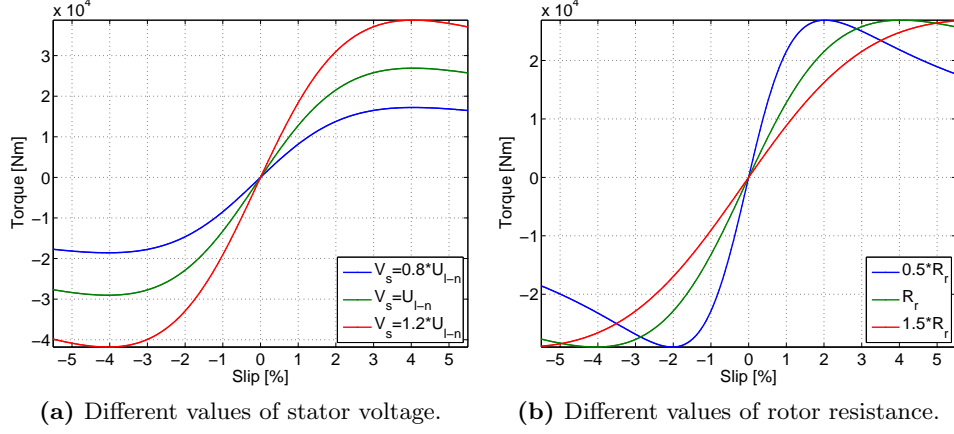 x 10^4
3
2
1
0
−1
−2
−3
−4
Torque [Nm]
−5 −4 −3 −2 −1 0 1 2 3 4 5
Slip [%]
V_s=0.8*U_{l−n}
V_s=U_{l−n}
V_s=1.2*U_{l−n}
(a) Different values of stator voltage.
x 10^4
2
1
0
−1
−2
Torque [Nm]
−5 −4 −3 −2 −1 0 1 2 3 4 5
Slip [%]
0.5*R_r
R_r
1.5*R_r
(b) Different values of rotor resistance.